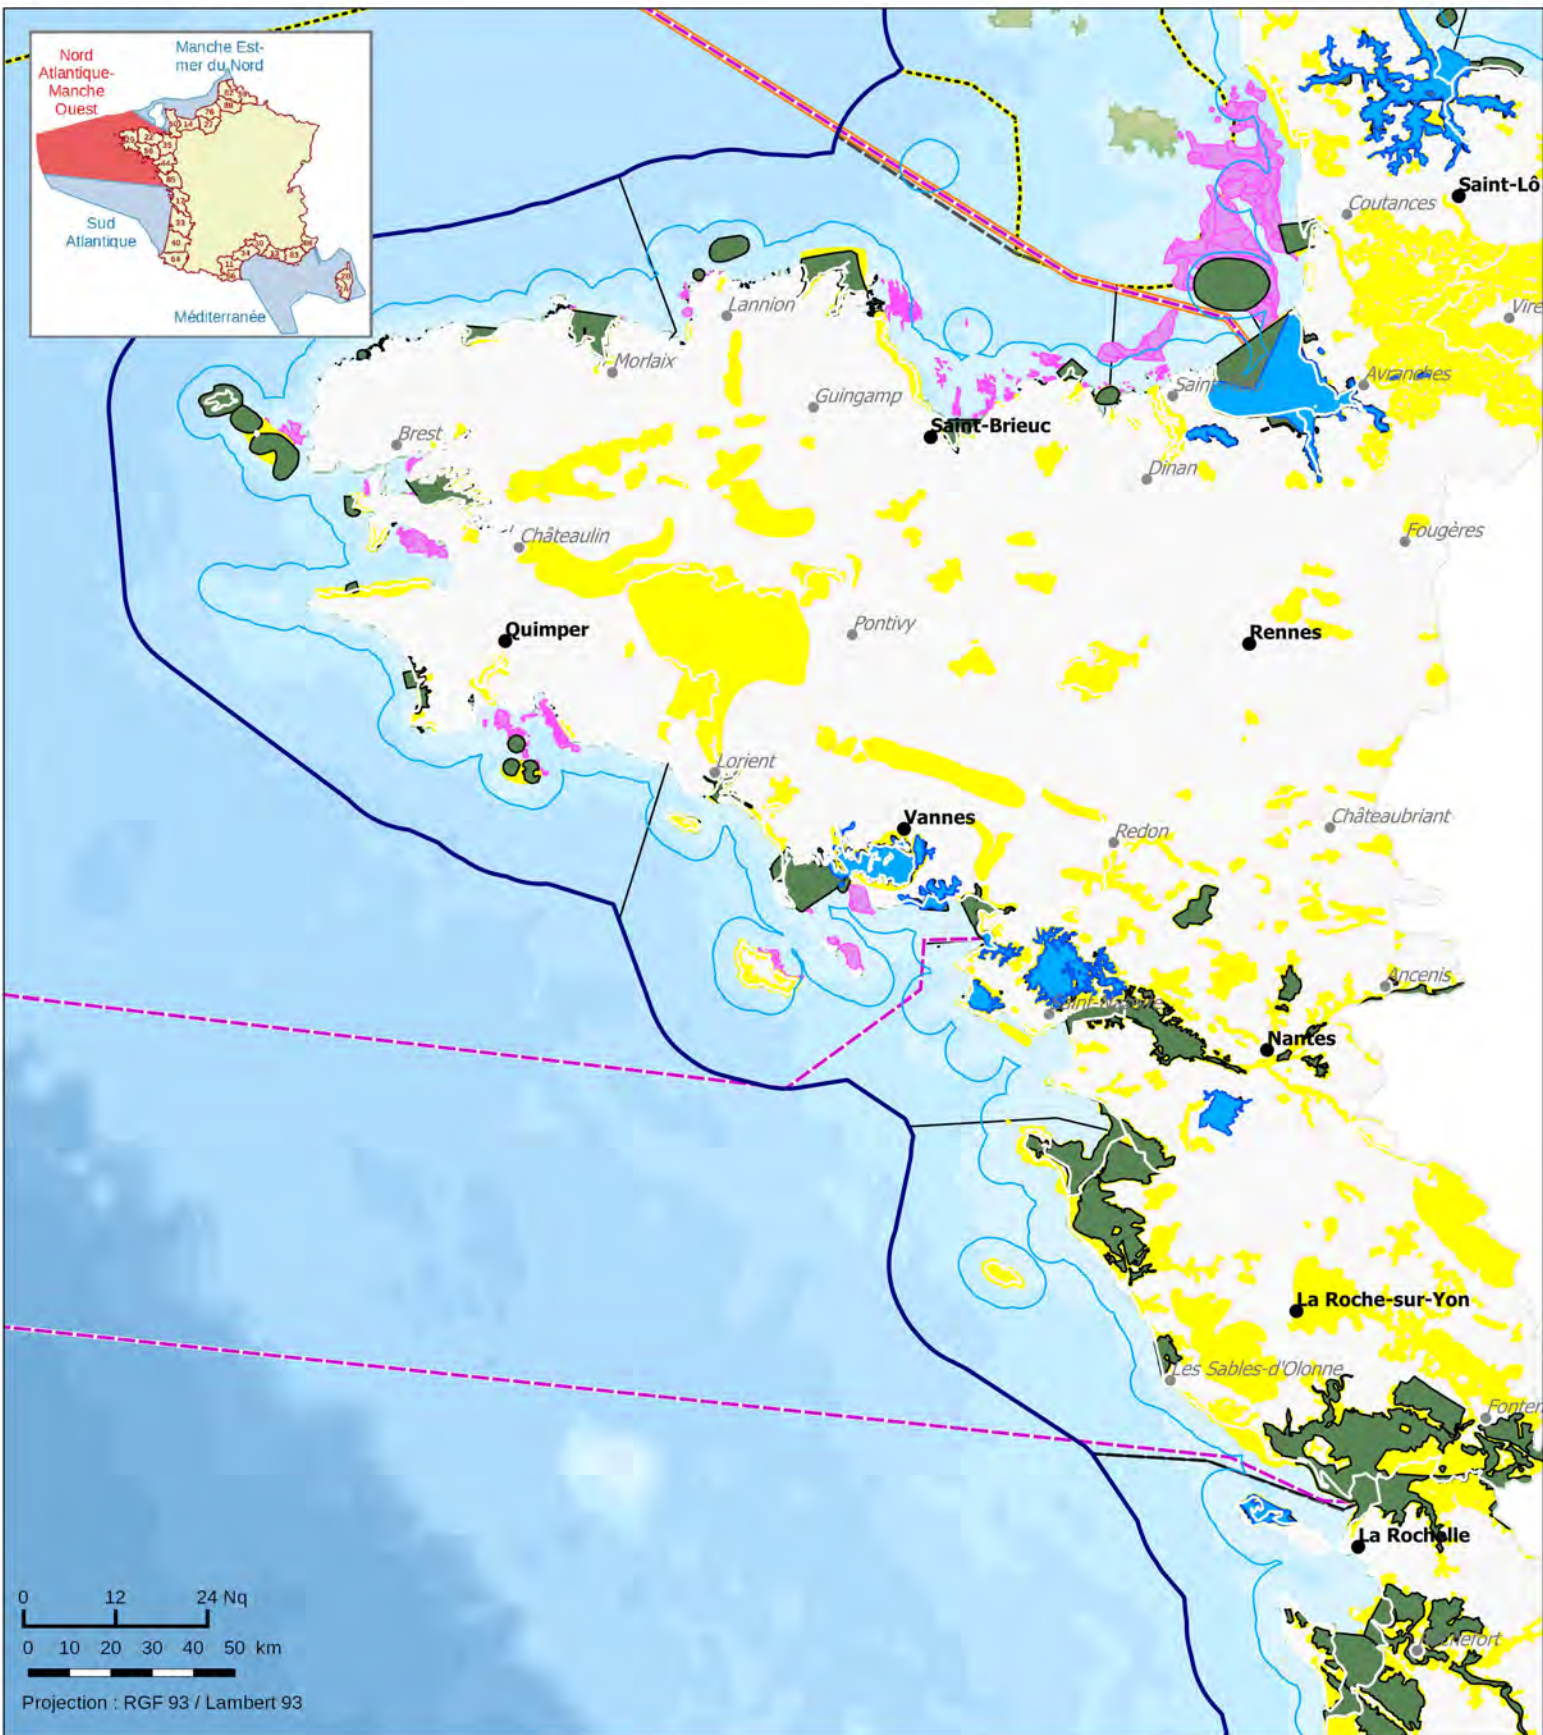 Nord
Atlantique-
Manche
Ouest
Manche Est-
mer du Nord
Sud
Atlantique
Méditerranée
Saint-Lô
Coutances
Vire
Lannion
Morlaix
Guingamp
Saint-Brieuc
Avranches
Brest
Dinan
Châteaulin
Fougères
Quimper
Pontivy
Rennes
Lorient
Vannes
Redon
Châteaubriant
Ancenis
Nantes
La Roche-sur-Yon
Les Sables-d'Olonne
La Rochelle
0 12 24 Nq
0 10 20 30 40 50 km
Projection : RGF 93 / Lambert 93